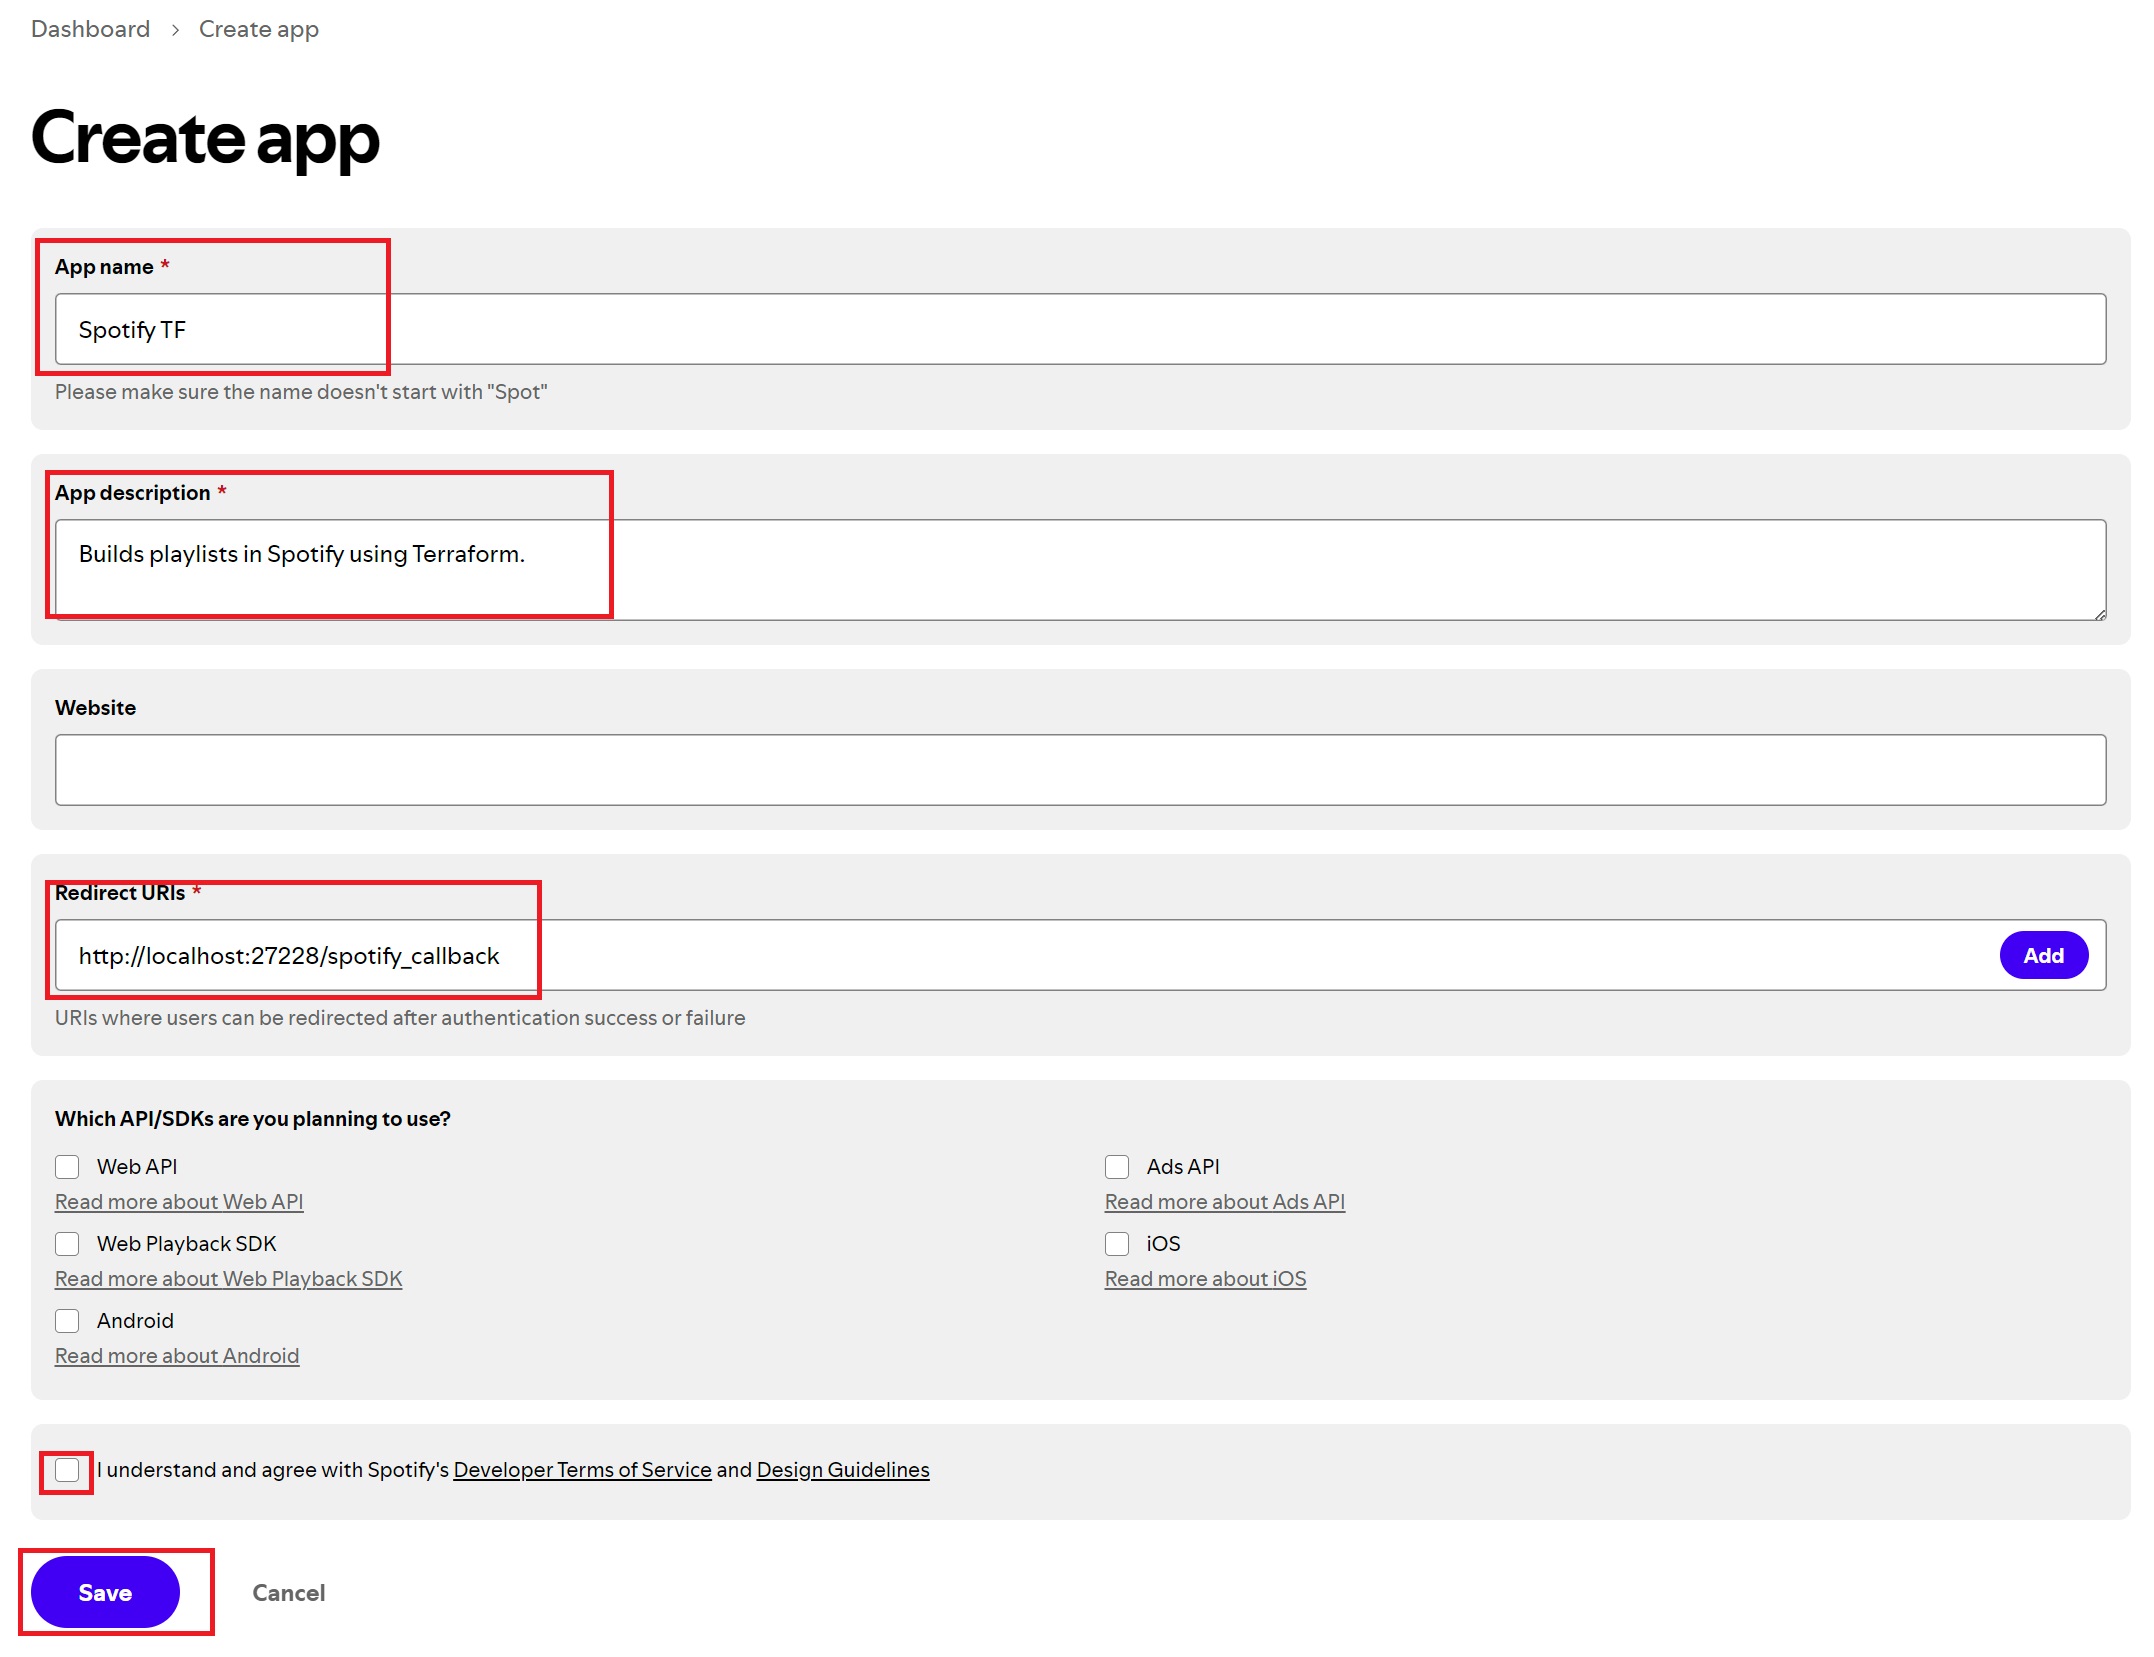 Dashboard > Create app
Create app
App name *
Spotify TF
Please make sure the name doesn't start with "Spot"
App description *
Builds playlists in Spotify using Terraform.
Website
Redirect URIs *
http://localhost:27228/spotify_callback
Add
URIs where users can be redirected after authentication success or failure
Which API/SDKs are you planning to use?
Web API
Read more about Web API
Web Playback SDK
Read more about Web Playback SDK
Android
Read more about Android
Ads API
Read more about Ads API
iOS
Read more about iOS
I understand and agree with Spotify's Developer Terms of Service and Design Guidelines
Save
Cancel